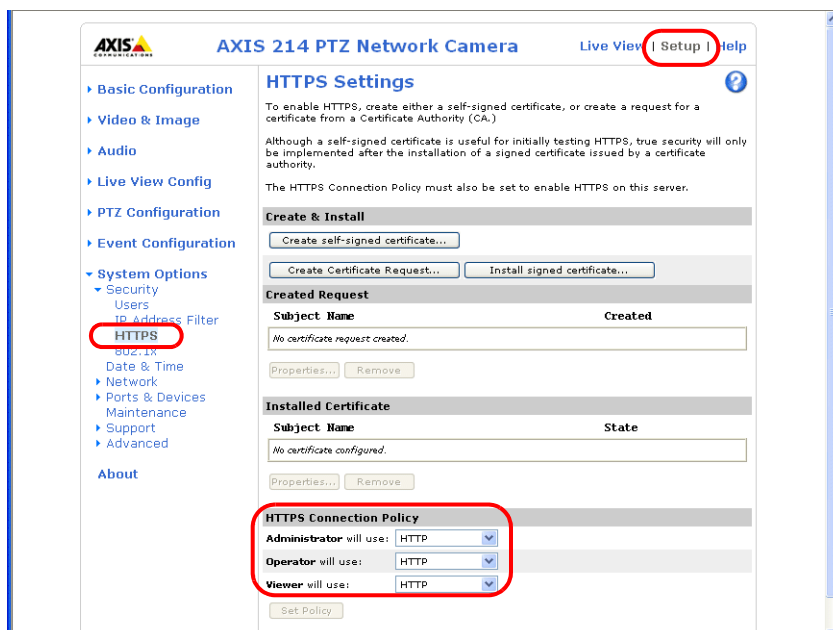 AXIS
COMMUNICATIONS
AXIS 214 PTZ Network Camera
Live View | Setup | Help
Basic Configuration
Video & Image
Audio
Live View Config
PTZ Configuration
Event Configuration
System Options
Security
Users
IP Address Filter
HTTPS
802.1x
Date & Time
Network
Ports & Devices
Maintenance
Support
Advanced
About
HTTPS Settings
?
To enable HTTPS, create either a self-signed certificate, or create a request for a
certificate from a Certificate Authority (CA.)
Although a self-signed certificate is useful for initially testing HTTPS, true security will only
be implemented after the installation of a signed certificate issued by a certificate
authority.
The HTTPS Connection Policy must also be set to enable HTTPS on this server.
Create & Install
Create self-signed certificate...
Create Certificate Request... Install signed certificate...
Created Request
Subject Name Created
No certificate request created.
Properties... Remove
Installed Certificate
Subject Name State
No certificate configured.
Properties... Remove
HTTPS Connection Policy
Administrator will use: HTTP
Operator will use: HTTP
Viewer will use: HTTP
Set Policy